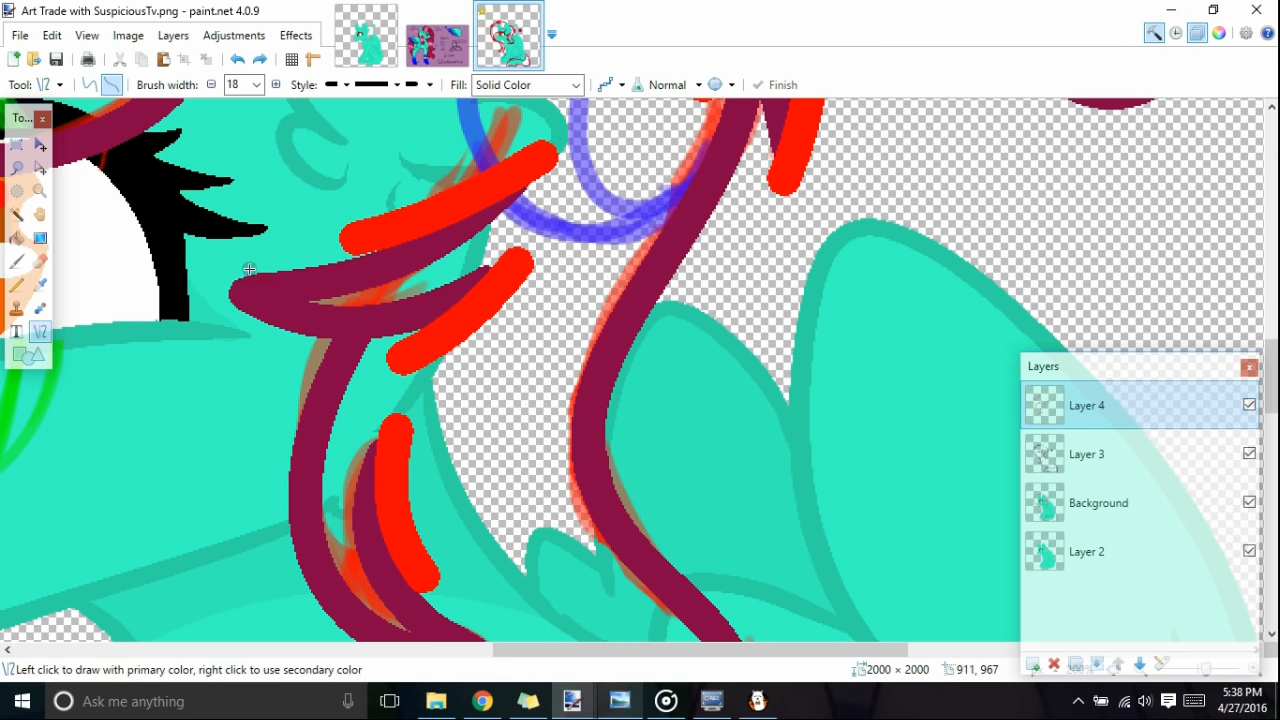 Art Trade with SuspiciousTv.png - paint.net 4.0.9
File Edit View Image Layers Adjustments Effects
Tool: Brush width: 18 Style: Fill: Solid Color Normal Finish
To...
Layers
Layer 4
Layer 3
Background
Layer 2
Left click to draw with primary color, right click to use secondary color 2000 × 2000 911, 967
Ask me anything
5:38 PM
4/27/2016